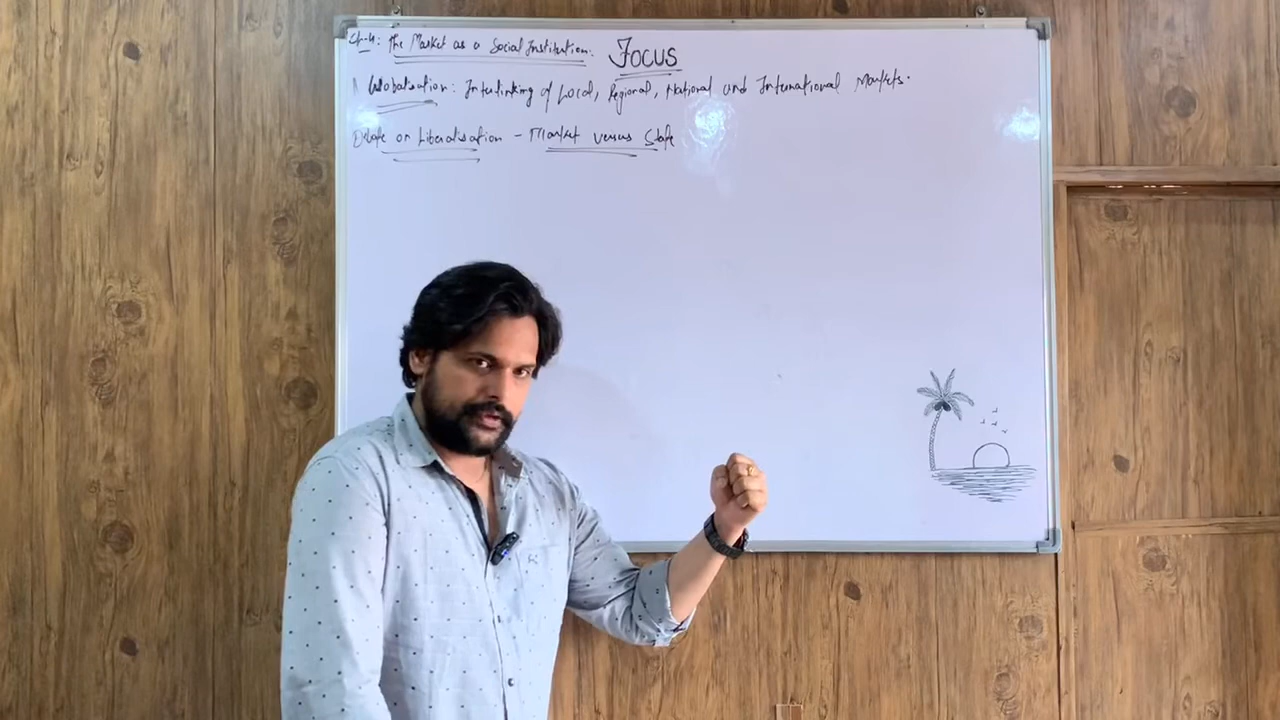 Ch-4: The Market as a Social Institution: FOCUS
Globalisation: Interlinking of Local, Regional, National and International Markets.
Debate on Liberalisation - Market versus State